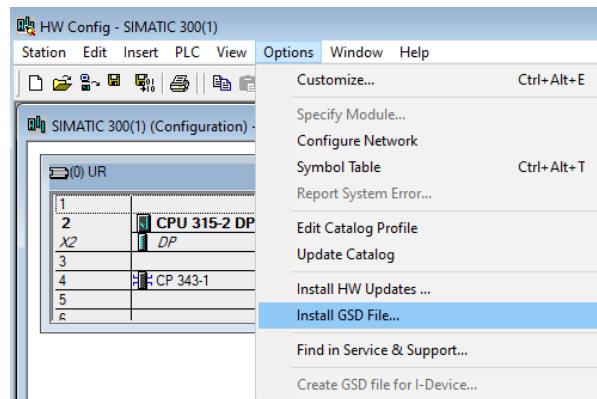 HW Config - SIMATIC 300(1)
Station Edit Insert PLC View Options Window Help
Customize... Ctrl+Alt+E
Specify Module...
Configure Network
Symbol Table Ctrl+Alt+T
Report System Error...
Edit Catalog Profile
Update Catalog
Install HW Updates ...
Install GSD File...
Find in Service & Support...
Create GSD file for I-Device...
SIMATIC 300(1) (Configuration) -
(0) UR
1
2 CPU 315-2 DP
X2 DP
3
4 CP 343-1
5
6